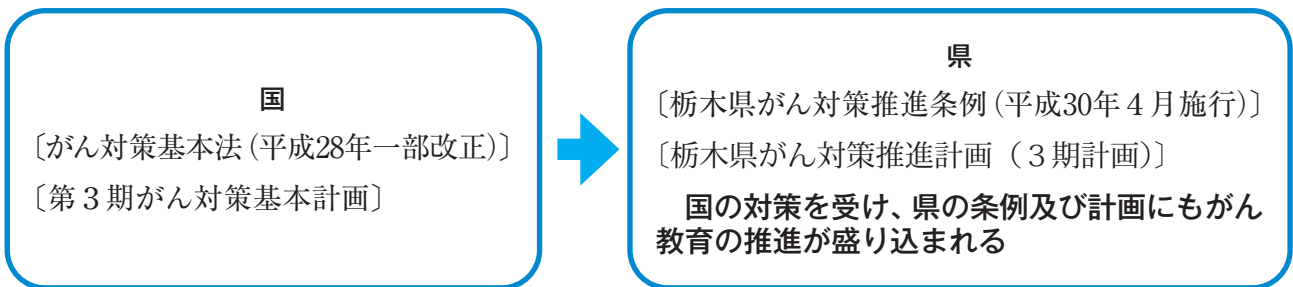 国
〔がん対策基本法(平成28年一部改正)〕
〔第３期がん対策基本計画〕
県
〔栃木県がん対策推進条例(平成30年４月施行)〕
〔栃木県がん対策推進計画（３期計画)〕
国の対策を受け、県の条例及び計画にもがん
教育の推進が盛り込まれる